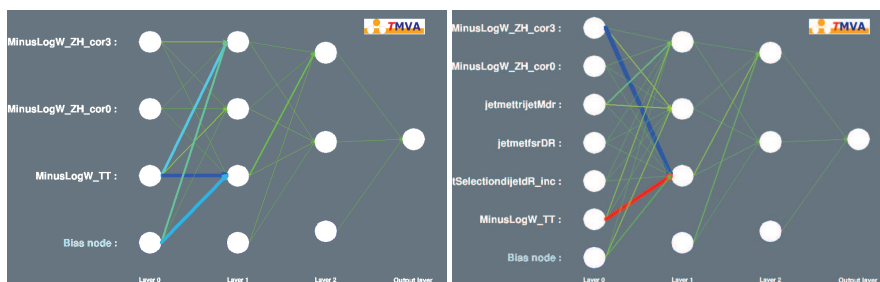 TMVA
MinusLogW_ZH_cor3 :
MinusLogW_ZH_cor0 :
MinusLogW_TT :
Bias node :
Layer 0
Layer 1
Layer 2
Output layer
TMVA
MinusLogW_ZH_cor3 :
MinusLogW_ZH_cor0 :
jetmettrijetMdr :
jetmetfsrDR :
tSelectiondijetdR_inc :
MinusLogW_TT :
Bias node :
Layer 0
Layer 1
Layer 2
Output layer